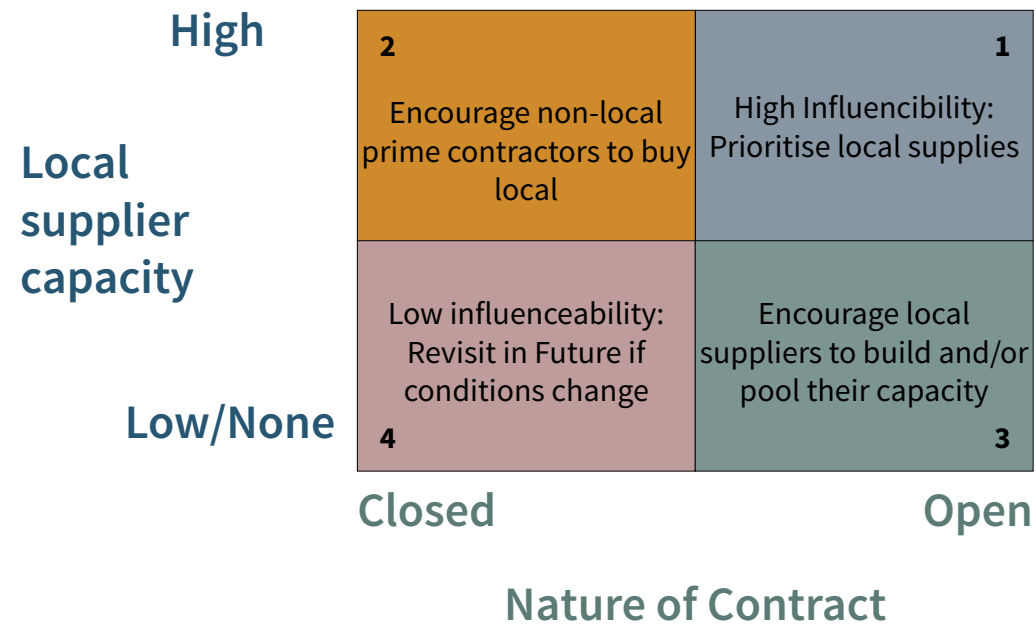 High
Local
supplier
capacity
Low/None
2
Encourage non-local
prime contractors to buy
local
1
High Influencibility:
Prioritise local supplies
Low influenceability:
Revisit in Future if
conditions change
4
Encourage local
suppliers to build and/or
pool their capacity
3
Closed
Open
Nature of Contract